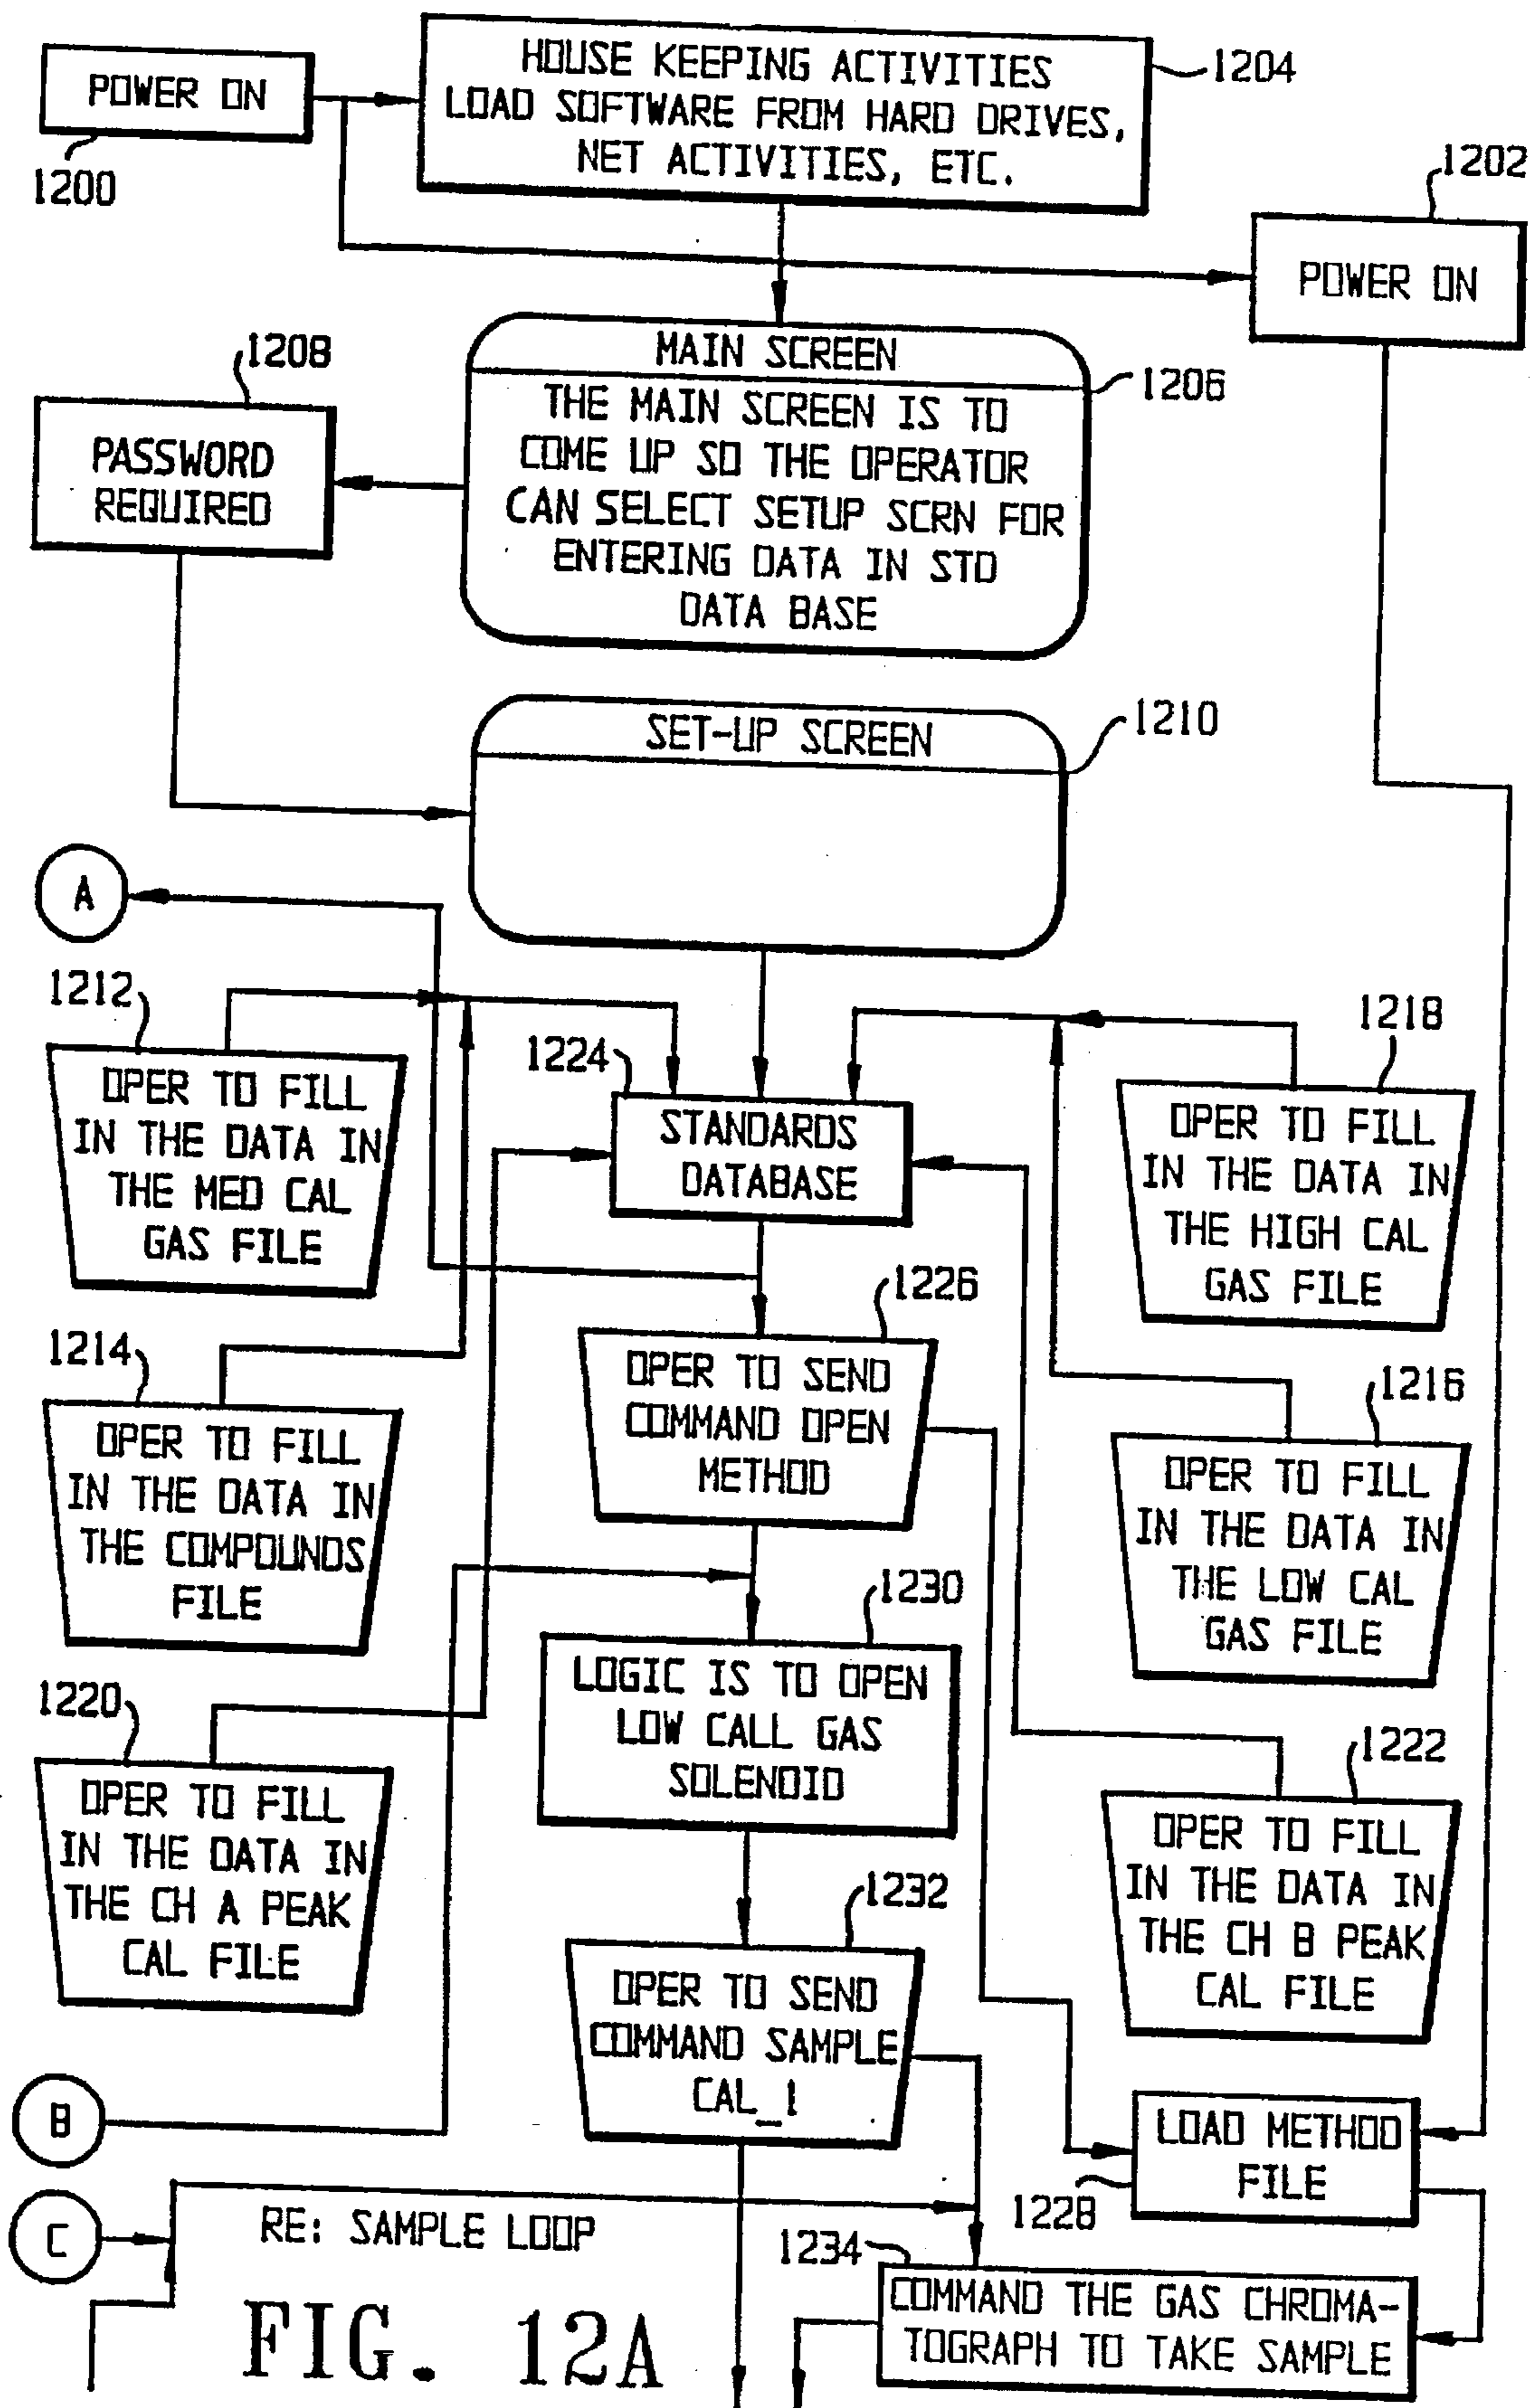 POWER ON
1200
HOUSE KEEPING ACTIVITIES
LOAD SOFTWARE FROM HARD DRIVES,
NET ACTIVITIES, ETC.
1204
1202
POWER ON
1208
PASSWORD
REQUIRED
MAIN SCREEN
1206
THE MAIN SCREEN IS TO
COME UP SO THE OPERATOR
CAN SELECT SETUP SCRN FOR
ENTERING DATA IN STD
DATA BASE
SET-UP SCREEN
1210
A
1212
OPER TO FILL
IN THE DATA IN
THE MED CAL
GAS FILE
1224
STANDARDS
DATABASE
1218
OPER TO FILL
IN THE DATA IN
THE HIGH CAL
GAS FILE
1214
OPER TO FILL
IN THE DATA IN
THE COMPOUNDS
FILE
1226
OPER TO SEND
COMMAND OPEN
METHOD
1216
OPER TO FILL
IN THE DATA IN
THE LOW CAL
GAS FILE
1220
OPER TO FILL
IN THE DATA IN
THE CH A PEAK
CAL FILE
1230
LOGIC IS TO OPEN
LOW CALL GAS
SOLENOID
1222
OPER TO FILL
IN THE DATA IN
THE CH B PEAK
CAL FILE
1232
OPER TO SEND
COMMAND SAMPLE
CAL_1
B
LOAD METHOD
FILE
1228
C
RE: SAMPLE LOOP
1234
COMMAND THE GAS CHROMA-
TOGRAPH TO TAKE SAMPLE
FIG. 12A